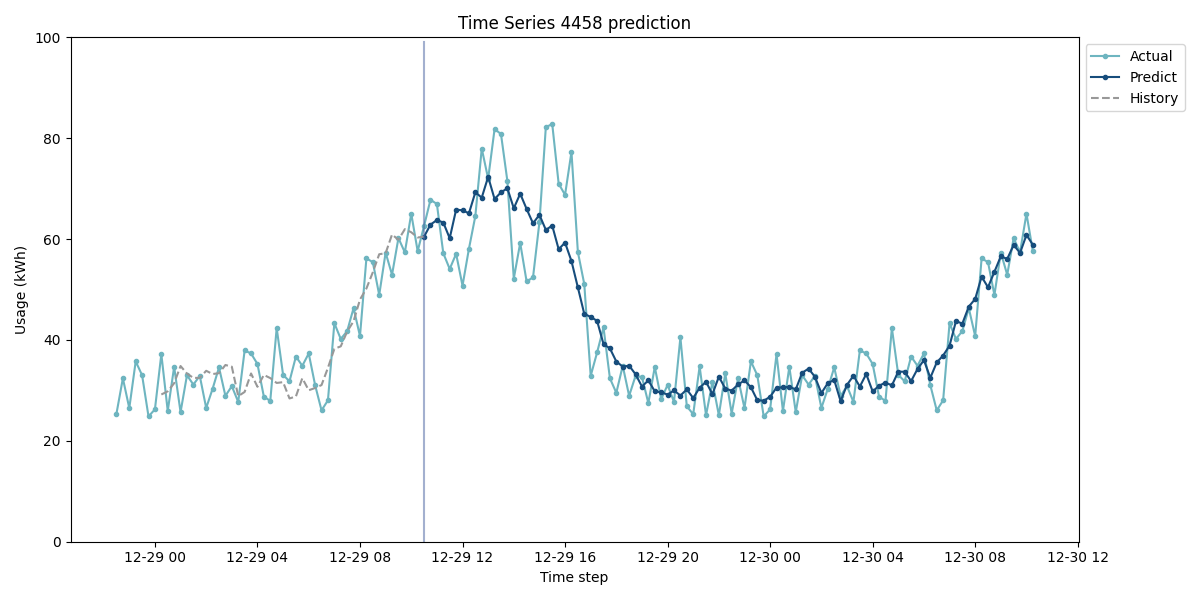 Time Series 4458 prediction
100
80
60
40
20
0
Usage (kWh)
12-29 00
12-29 04
12-29 08
12-29 12
12-29 16
12-29 20
12-30 00
12-30 04
12-30 08
12-30 12
Time step
Actual
Predict
History